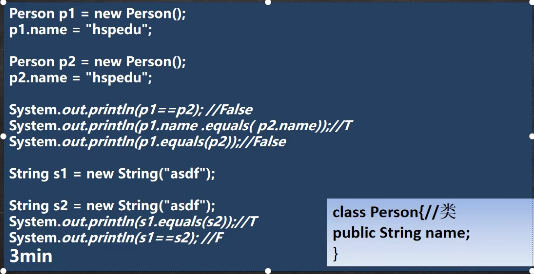 Person p1 = new Person();
p1.name = "hspedu";
Person p2 = new Person();
p2.name = "hspedu";
System.out.println(p1==p2); //False
System.out.println(p1.name .equals( p2.name));//T
System.out.println(p1.equals(p2));//False
String s1 = new String("asdf");
String s2 = new String("asdf");
System.out.println(s1.equals(s2));//T
System.out.println(s1==s2); //F
3min
class Person{//类
public String name;
}